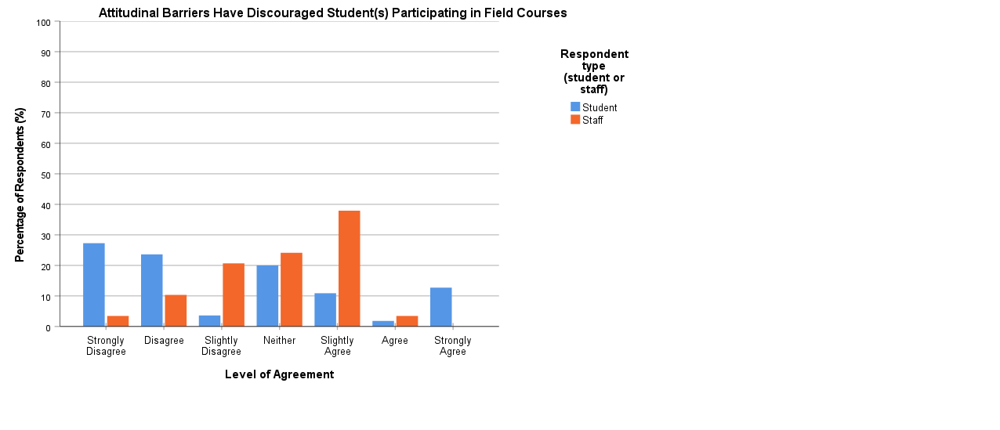 Attitudinal Barriers Have Discouraged Student(s) Participating in Field Courses
100
90
80
70
60
50
40
30
20
10
0
Percentage of Respondents (%)
Strongly
Disagree
Disagree
Slightly
Disagree
Neither
Slightly
Agree
Agree
Strongly
Agree
Level of Agreement
Respondent
type
(student or
staff)
Student
Staff